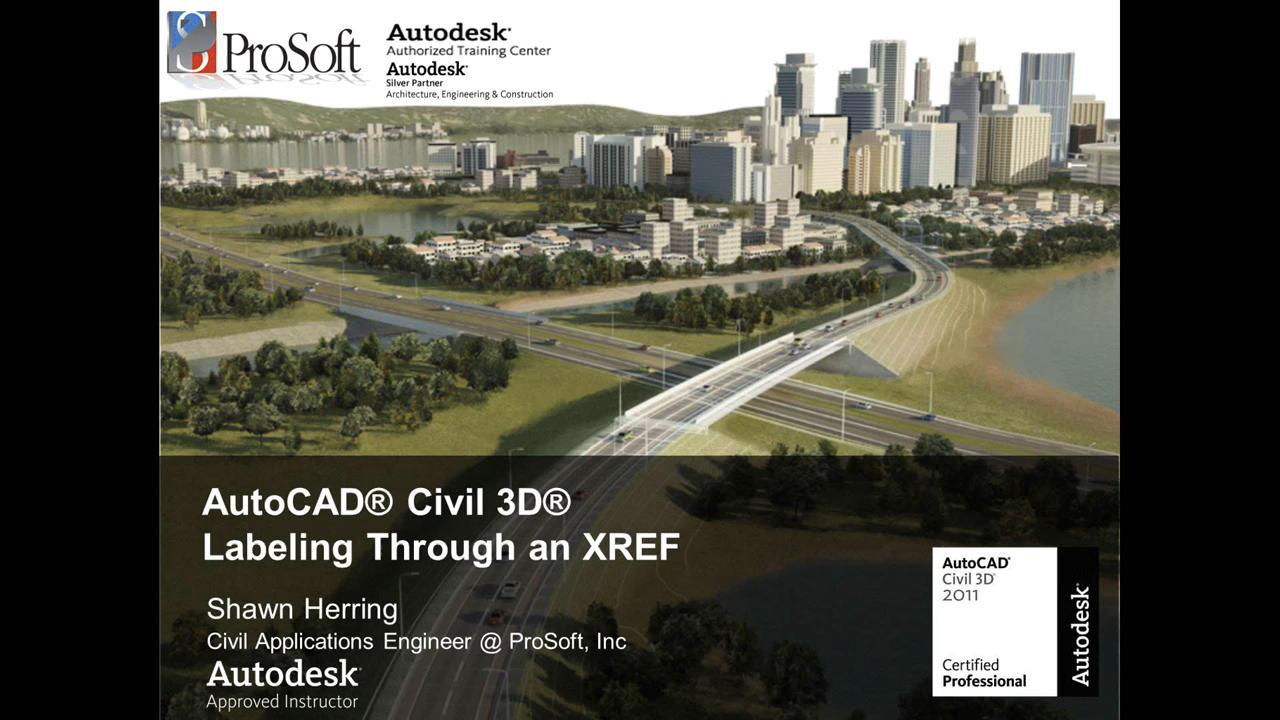 ProSoft
Autodesk®
Authorized Training Center
Autodesk®
Silver Partner
Architecture, Engineering & Construction
AutoCAD® Civil 3D®
Labeling Through an XREF
Shawn Herring
Civil Applications Engineer @ ProSoft, Inc
Autodesk®
Approved Instructor
AutoCAD®
Civil 3D®
2011
Certified
Professional
Autodesk®